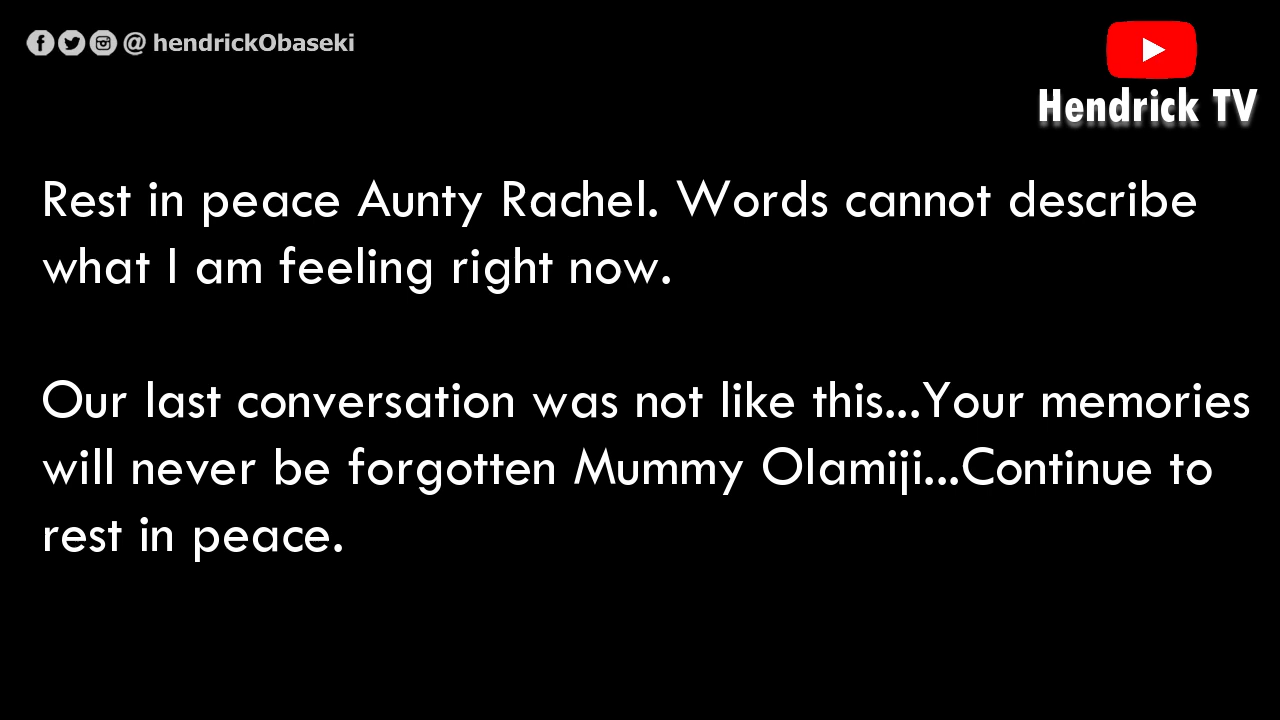 @ hendrickObaseki
Hendrick TV
Rest in peace Aunty Rachel. Words cannot describe
what I am feeling right now.
Our last conversation was not like this...Your memories
will never be forgotten Mummy Olamiji...Continue to
rest in peace.